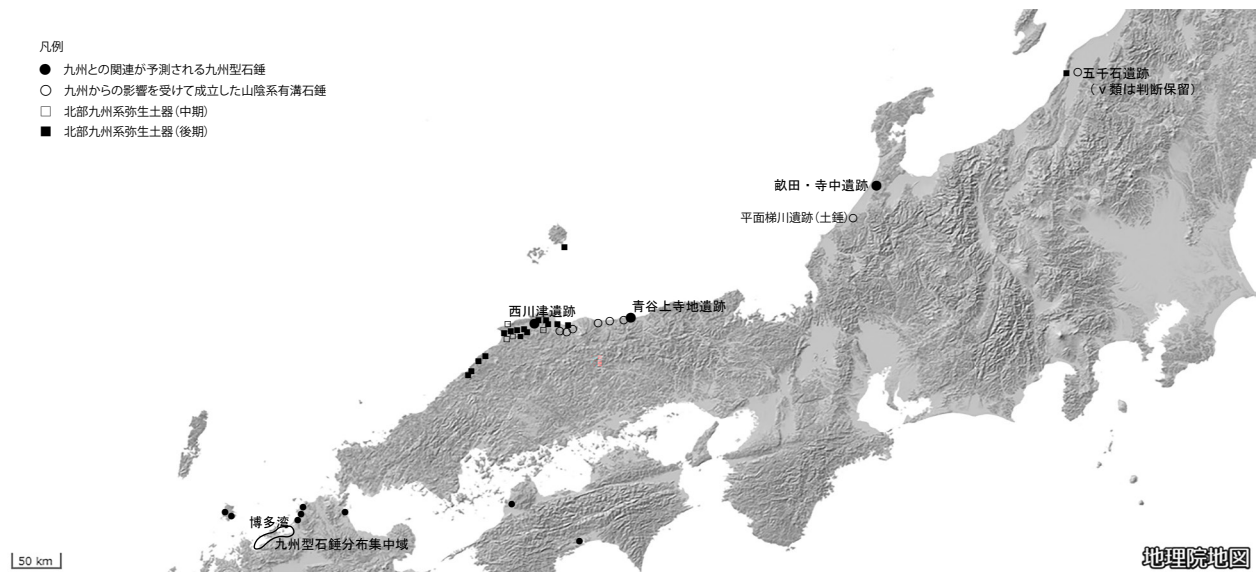 凡例
九州との関連が予測される九州型石錘
九州からの影響を受けて成立した山陰系有溝石錘
北部九州系弥生土器(中期)
北部九州系弥生土器(後期)
五千石遺跡
(ⅴ類は判断保留)
畝田・寺中遺跡
平面梯川遺跡(土錘)
西川津遺跡
青谷上寺地遺跡
博多湾
九州型石錘分布集中域
50 km
地理院地図